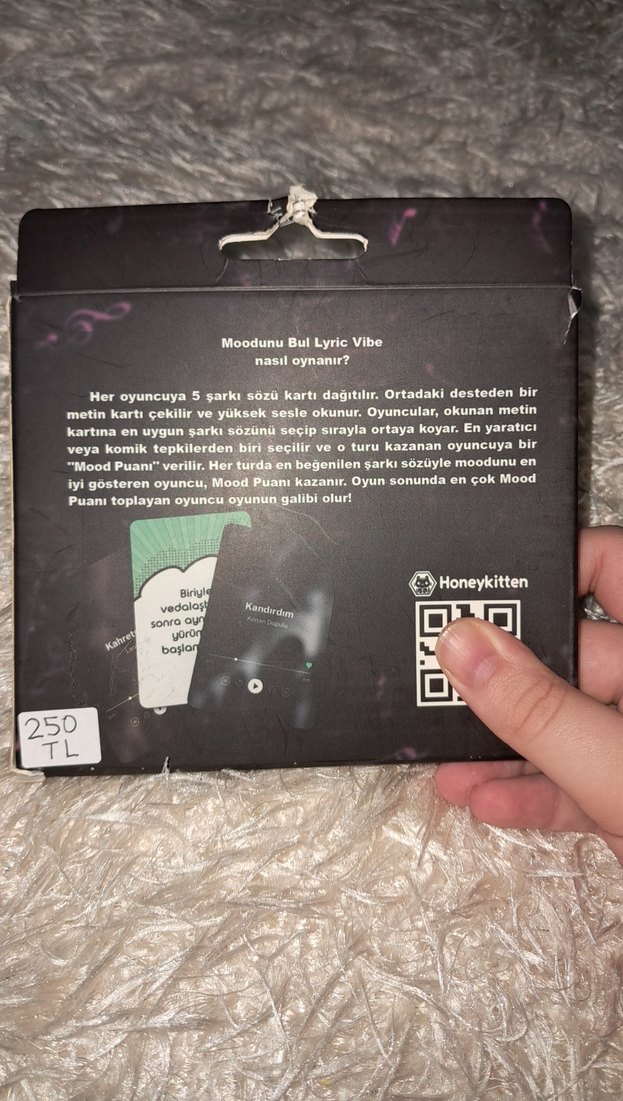 Moodunu Bul Lyric Vibe
nasıl oynanır?
Her oyuncuya 5 şarkı sözü kartı dağıtılır. Ortadaki desteden bir
metin kartı çekilir ve yüksek sesle okunur. Oyuncular, okunan metin
kartına en uygun şarkı sözünü seçip sırayla ortaya koyar. En yaratıcı
veya komik tepkilerden biri seçilir ve o turu kazanan oyuncuya bir
"Mood Puanı" verilir. Her turda en beğenilen şarkı sözüyle moodunu en
iyi gösteren oyuncu, Mood Puanı kazanır. Oyun sonunda en çok Mood
Puanı toplayan oyuncu oyunun galibi olur!
Honeykitten
Biriyle
sonra
Kandırdım
Kenan Doğulu
250
TL